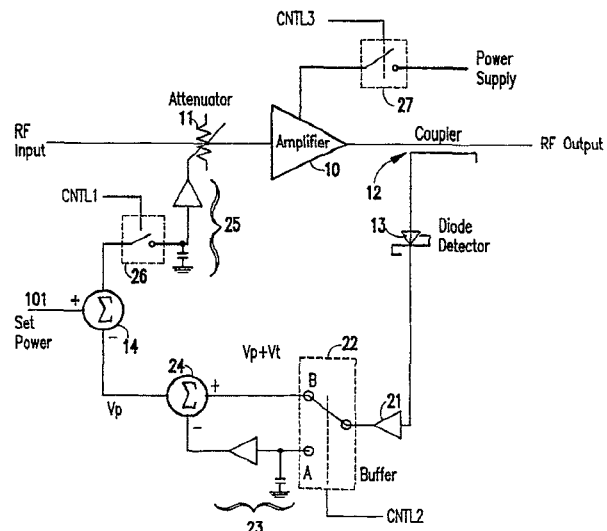 CNTL3
Power
Supply
27
Attenuator
11
RF
Input
Amplifier
10
Coupler
RF Output
12
CNTL1
25
13
Diode
Detector
26
101
+
Set
Power
Σ
14
−
22
24
Vp+Vt
Σ
+
B
21
Vp
−
A
Buffer
23
CNTL2